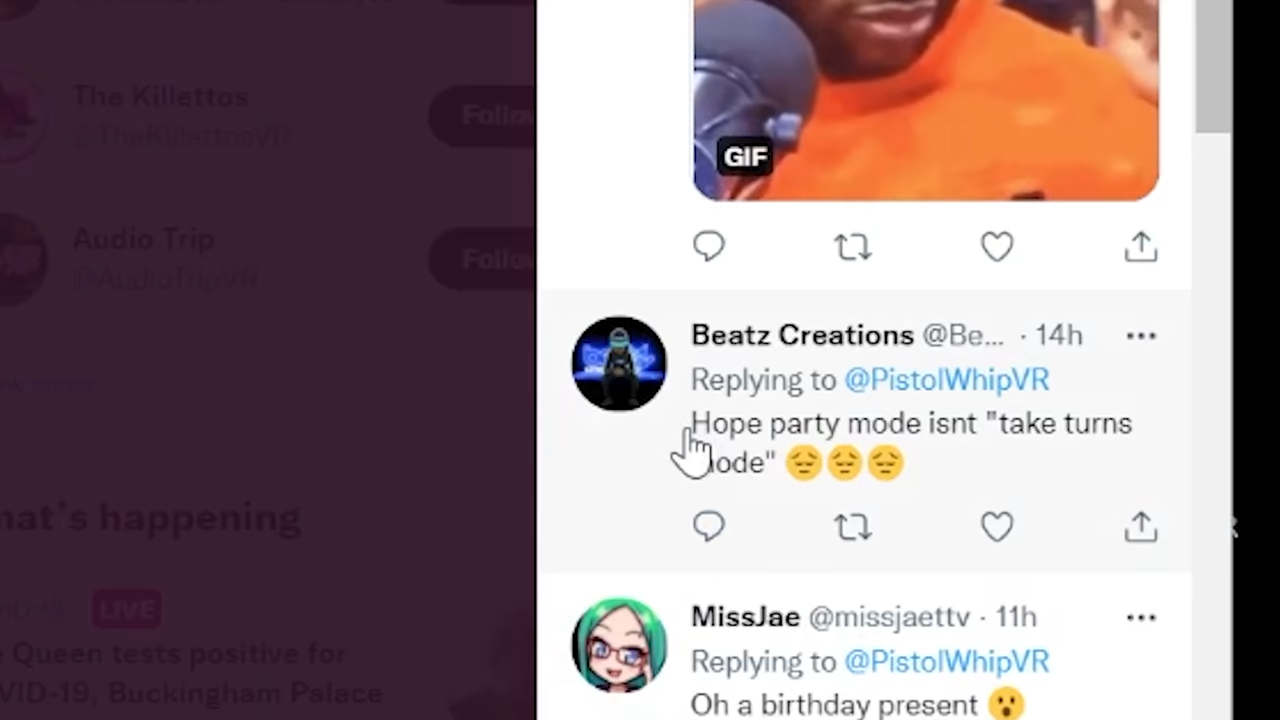 The Killettos
@TheKillettosVR
Follow
Audio Trip
@AudioTripVR
Follow
hat's happening
LIVE
Queen tests positive for
VID-19, Buckingham Palace
GIF
Beatz Creations @Be... · 14h
Replying to @PistolWhipVR
Hope party mode isnt "take turns
mode" 😔😔😔
MissJae @missjaettv · 11h
Replying to @PistolWhipVR
Oh a birthday present 😮